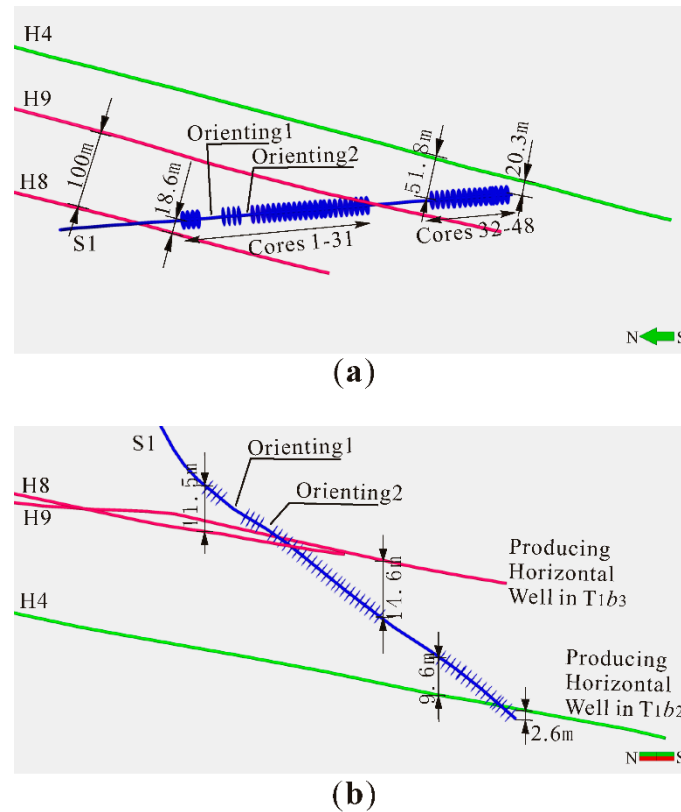 H4
H9
H8
100m
18.6m
Orienting1
Orienting2
51.8m
20.3m
Cores 1-31
Cores 32-48
S1
N S
(a)
S1
Orienting1
Orienting2
H8
H9
11.5m
H4
14.6m
9.6m
2.6m
Producing
Horizontal
Well in T1b3
Producing
Horizontal
Well in T1b2
N S
(b)